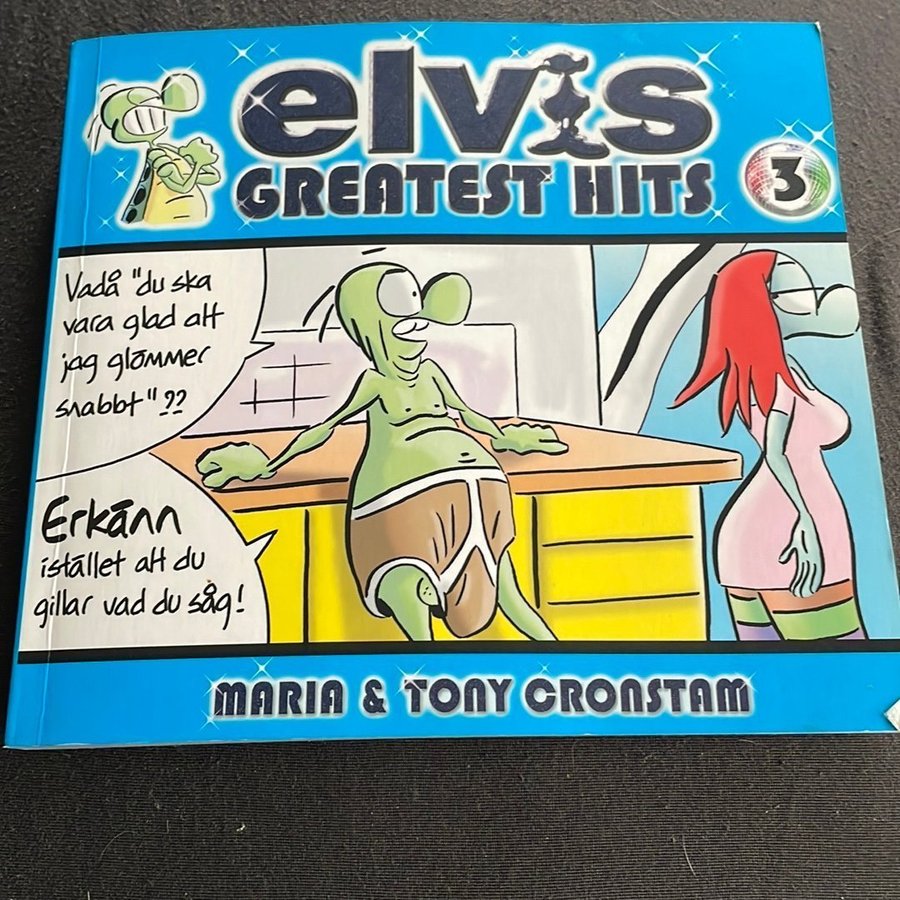 elvis
GREATEST HITS
3
Vadå "du ska
vara glad att
jag glömmer
snabbt"??
Erkänn
istället att du
gillar vad du såg!
MARIA & TONY CRONSTAM